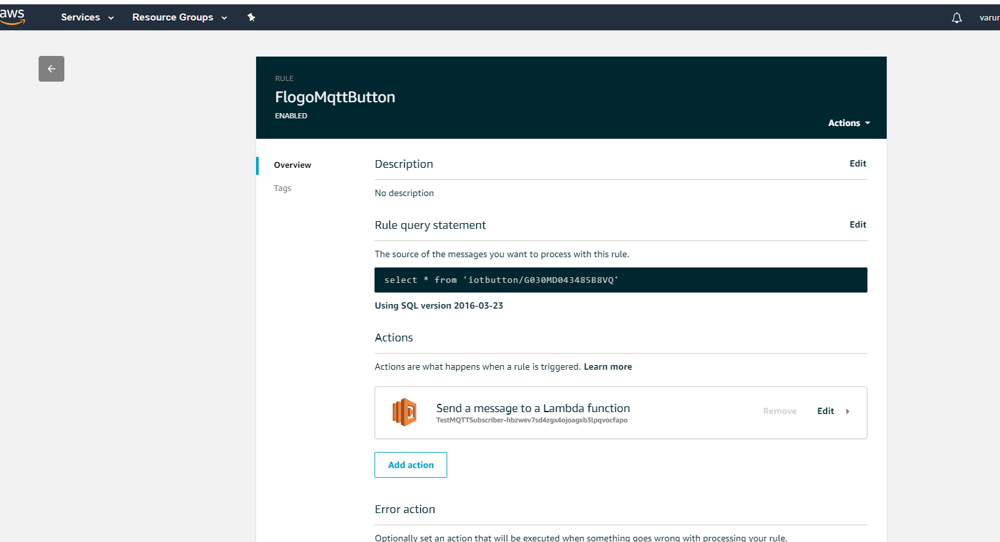 aws Services Resource Groups varun
RULE
FlogoMqttButton
ENABLED
Actions
Overview
Tags
Description Edit
No description
Rule query statement Edit
The source of the messages you want to process with this rule.
select * from 'iotbutton/G030MD043485B8VQ'
Using SQL version 2016-03-23
Actions
Actions are what happens when a rule is triggered. Learn more
Send a message to a Lambda function
TestMQTTSubscriber-hbzwev7sd4zgx4ojoagxb3lpqvocfapo
Remove Edit
Add action
Error action
Optionally set an action that will be executed when something goes wrong with processing your rule.